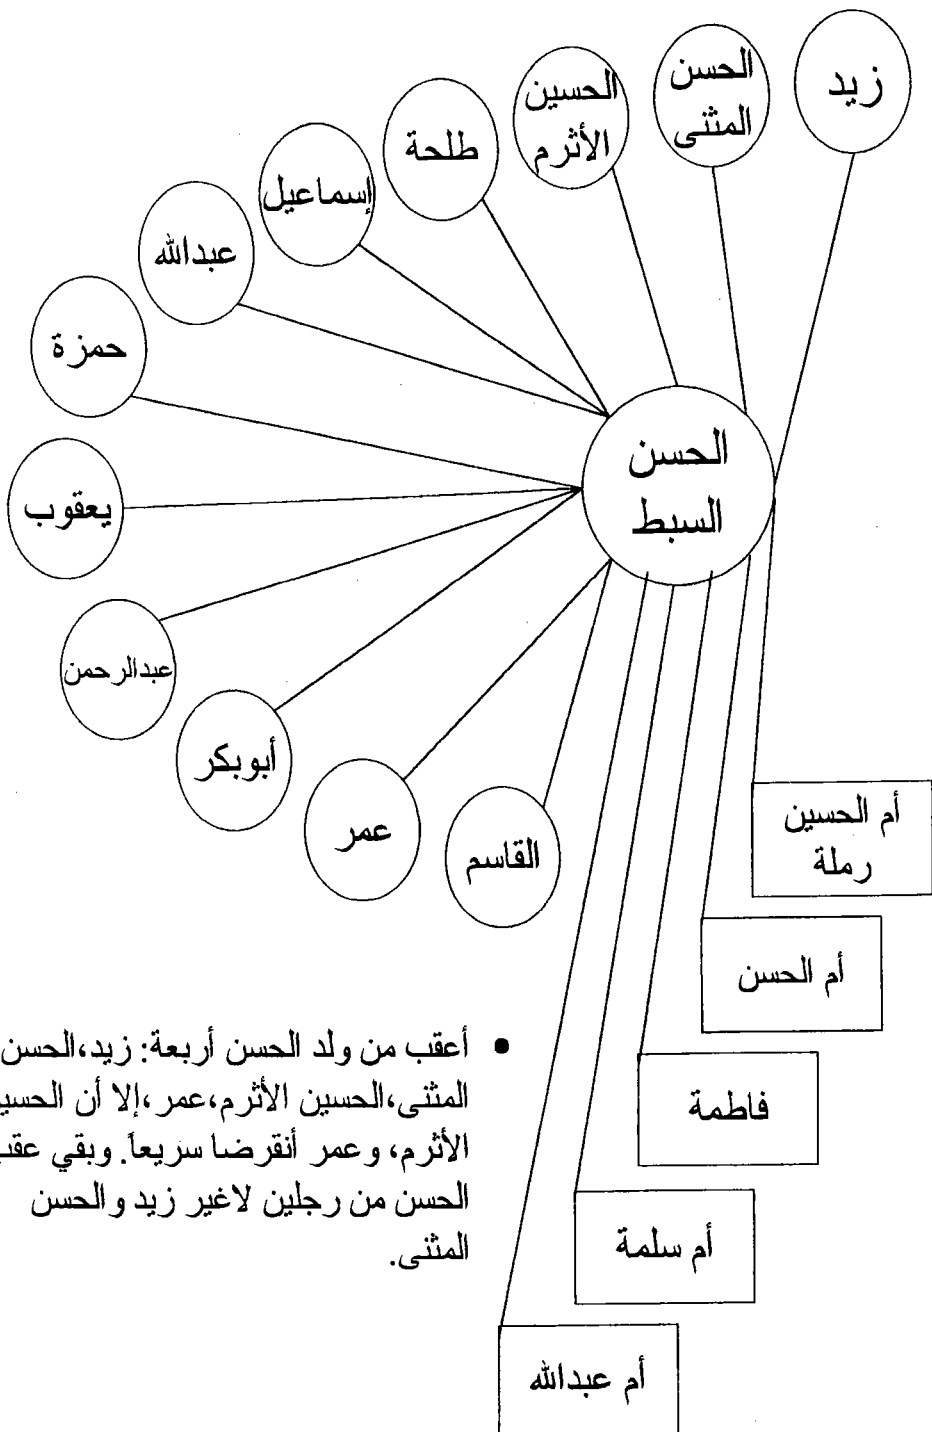 زيد
الحسن
المثنى
الحسين
الأثرم
طلحة
إسماعيل
عبدالله
حمزة
يعقوب
عبدالرحمن
أبوبكر
عمر
القاسم
الحسن
السبط
أم الحسين
رملة
أم الحسن
فاطمة
أم سلمة
أم عبدالله
• أعقب من ولد الحسن أربعة: زيد،الحسن
المثنى،الحسين الأثرم،عمر،إلا أن الحسي
الأثرم، وعمر أنقرضا سريعاً. وبقي عق
الحسن من رجلين لاغير زيد والحسن
المثنى.